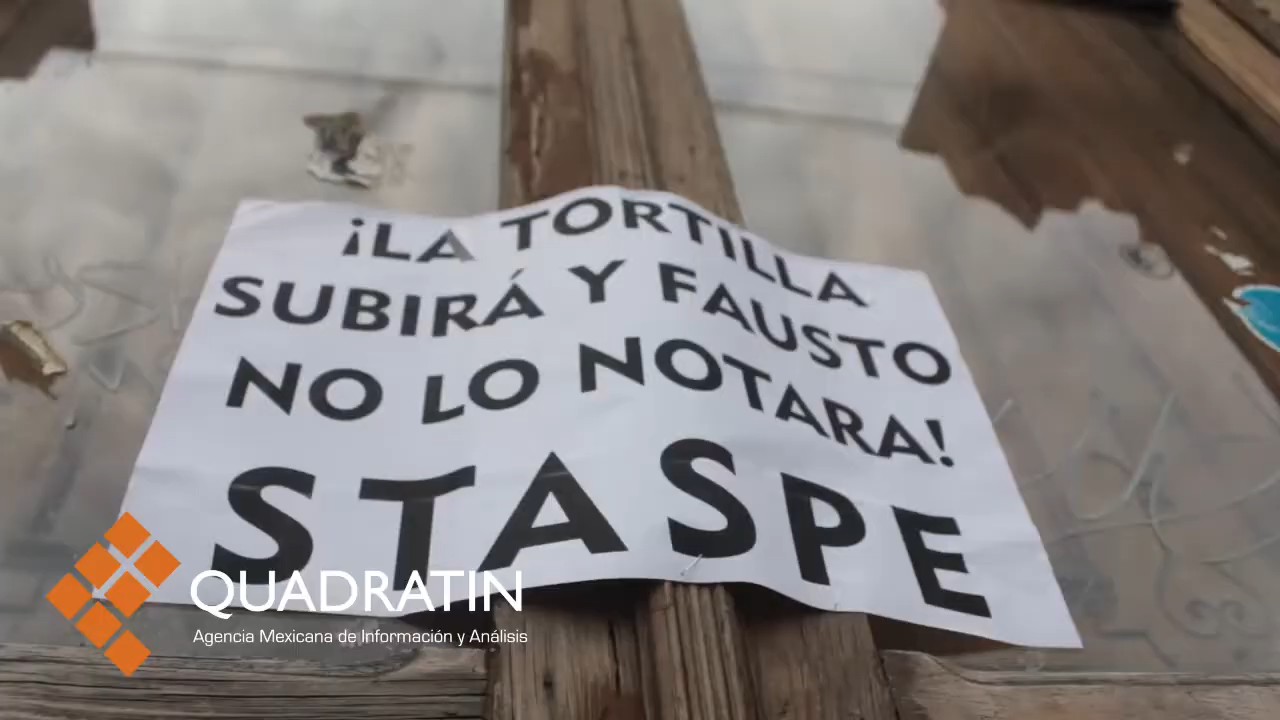 ¡LA TORTILLA
SUBIRÁ Y FAUSTO
NO LO NOTARA!
STASPE
QUADRATIN
Agencia Mexicana de Información y Análisis